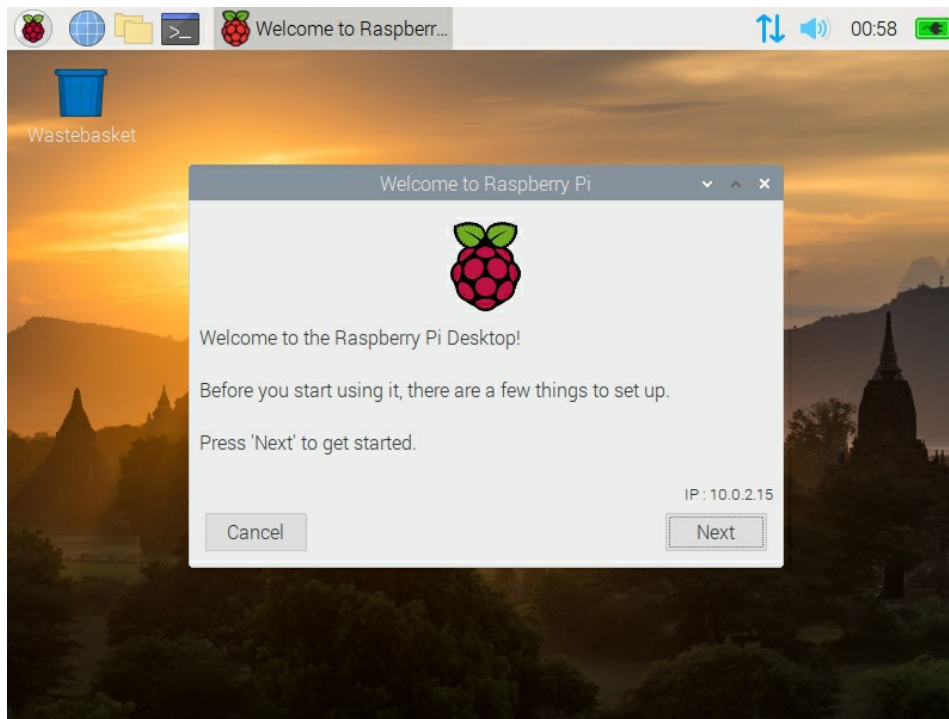 Welcome to Raspberr...
00:58
Wastebasket
Welcome to Raspberry Pi
Welcome to the Raspberry Pi Desktop!
Before you start using it, there are a few things to set up.
Press 'Next' to get started.
IP : 10.0.2.15
Cancel
Next